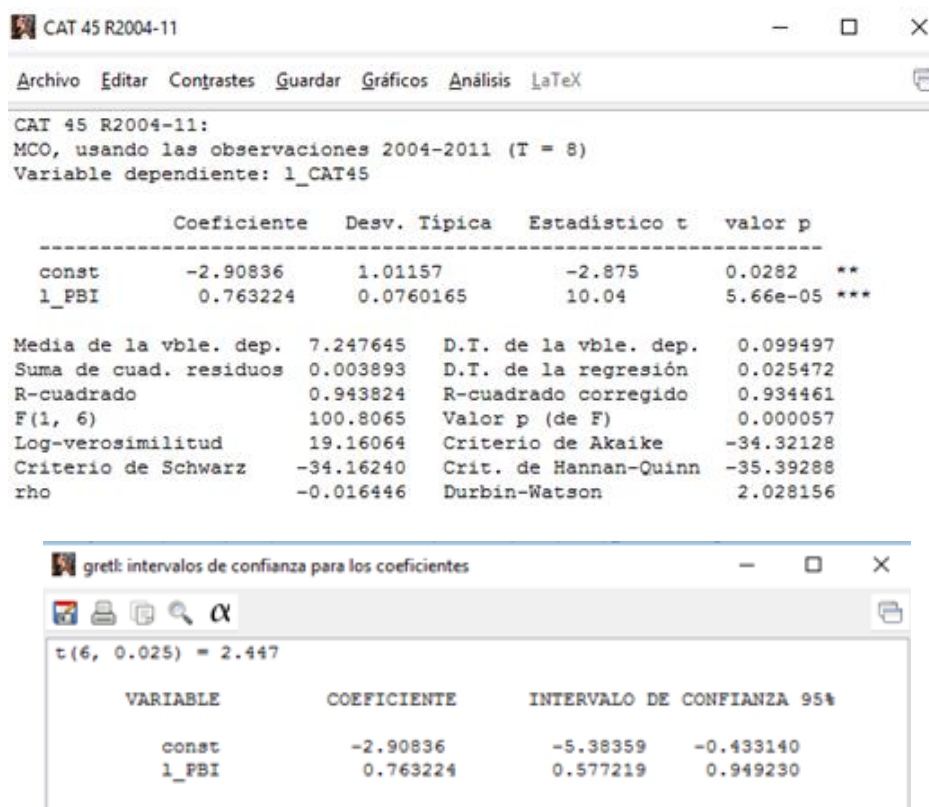 CAT 45 R2004-11
Archivo Editar Contrastes Guardar Gráficos Análisis LaTeX
CAT 45 R2004-11:
MCO, usando las observaciones 2004-2011 (T = 8)
Variable dependiente: l_CAT45
Coeficiente Desv. Típica Estadístico t valor p
------------------------------------------------------------------
const -2.90836 1.01157 -2.875 0.0282 **
l_PBI 0.763224 0.0760165 10.04 5.66e-05 ***
Media de la vble. dep. 7.247645 D.T. de la vble. dep. 0.099497
Suma de cuad. residuos 0.003893 D.T. de la regresión 0.025472
R-cuadrado 0.943824 R-cuadrado corregido 0.934461
F(1, 6) 100.8065 Valor p (de F) 0.000057
Log-verosimilitud 19.16064 Criterio de Akaike -34.32128
Criterio de Schwarz -34.16240 Crit. de Hannan-Quinn -35.39288
rho -0.016446 Durbin-Watson 2.028156
gretl: intervalos de confianza para los coeficientes
α
t(6, 0.025) = 2.447
VARIABLE COEFICIENTE INTERVALO DE CONFIANZA 95%
const -2.90836 -5.38359 -0.433140
l_PBI 0.763224 0.577219 0.949230